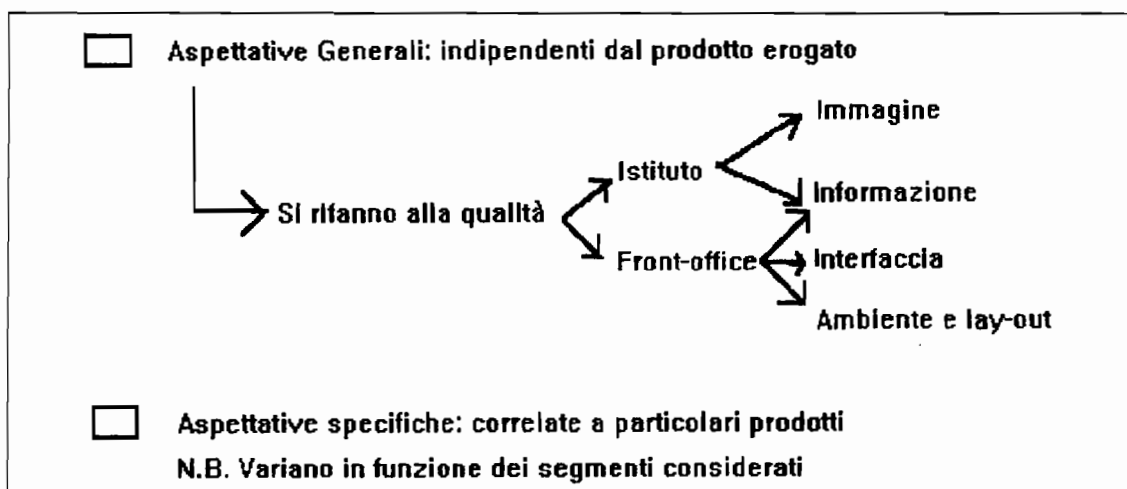 Aspettative Generali: indipendenti dal prodotto erogato
Immagine
Istituto
Informazione
Si rifanno alla qualità
Front-office
Interfaccia
Ambiente e lay-out
Aspettative specifiche: correlate a particolari prodotti
N.B. Variano in funzione dei segmenti considerati